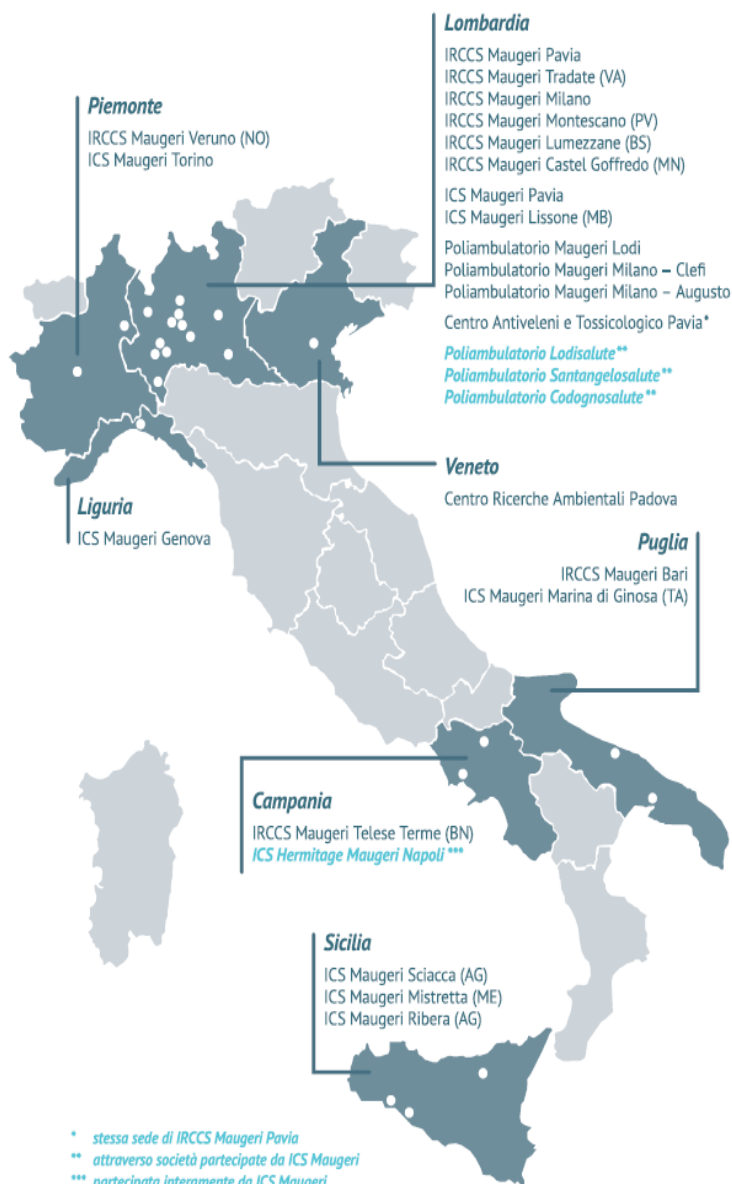 Lombardia
IRCCS Maugeri Pavia
IRCCS Maugeri Tradate (VA)
IRCCS Maugeri Milano
IRCCS Maugeri Montescano (PV)
IRCCS Maugeri Lumezzane (BS)
IRCCS Maugeri Castel Goffredo (MN)
ICS Maugeri Pavia
ICS Maugeri Lissone (MB)
Poliambulatorio Maugeri Lodi
Poliambulatorio Maugeri Milano – Clefi
Poliambulatorio Maugeri Milano – Augusto
Centro Antiveleni e Tossicologico Pavia*
Poliambulatorio Lodisalute**
Poliambulatorio Santangelosalute**
Poliambulatorio Codognosalute**
Piemonte
IRCCS Maugeri Veruno (NO)
ICS Maugeri Torino
Veneto
Centro Ricerche Ambientali Padova
Liguria
ICS Maugeri Genova
Puglia
IRCCS Maugeri Bari
ICS Maugeri Marina di Ginosa (TA)
Campania
IRCCS Maugeri Telese Terme (BN)
ICS Hermitage Maugeri Napoli ***
Sicilia
ICS Maugeri Sciacca (AG)
ICS Maugeri Mistretta (ME)
ICS Maugeri Ribera (AG)
* stessa sede di IRCCS Maugeri Pavia
** attraverso società partecipate da ICS Maugeri
*** partecipata interamente da ICS Maugeri